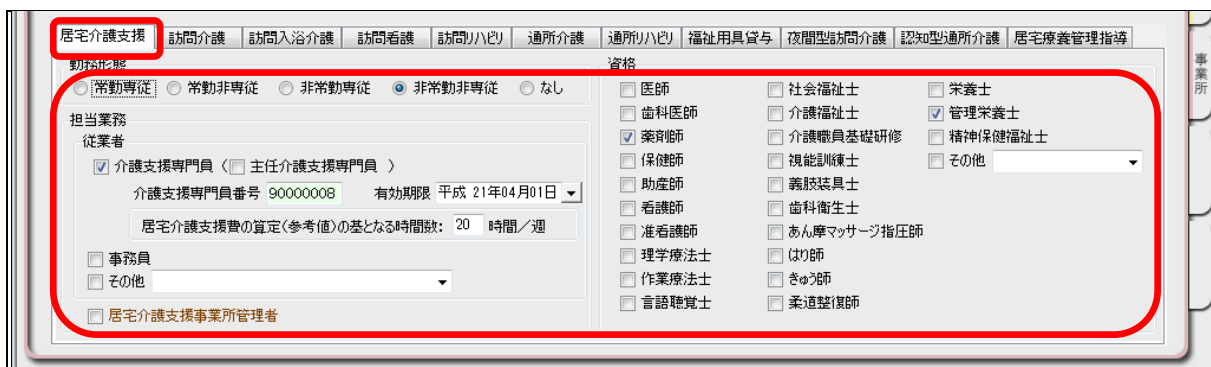 居宅介護支援 訪問介護 訪問入浴介護 訪問看護 訪問リハビリ 通所介護 通所リハビリ 福祉用具貸与 夜間型訪問介護 認知型通所介護 居宅療養管理指導
勤務形態
常勤専従 常勤非専従 非常勤専従 非常勤非専従 なし
担当業務
従業者
介護支援専門員 ( 主任介護支援専門員 )
介護支援専門員番号 90000008 有効期限 平成 21年04月01日
居宅介護支援費の算定(参考値)の基となる時間数: 20 時間/週
事務員
その他
居宅介護支援事業所管理者
資格
医師 社会福祉士 栄養士
歯科医師 介護福祉士 管理栄養士
薬剤師 介護職員基礎研修 精神保健福祉士
保健師 視能訓練士 その他
助産師 義肢装具士
看護師 歯科衛生士
准看護師 あん摩マッサージ指圧師
理学療法士 はり師
作業療法士 きゅう師
言語聴覚士 柔道整復師
事業所